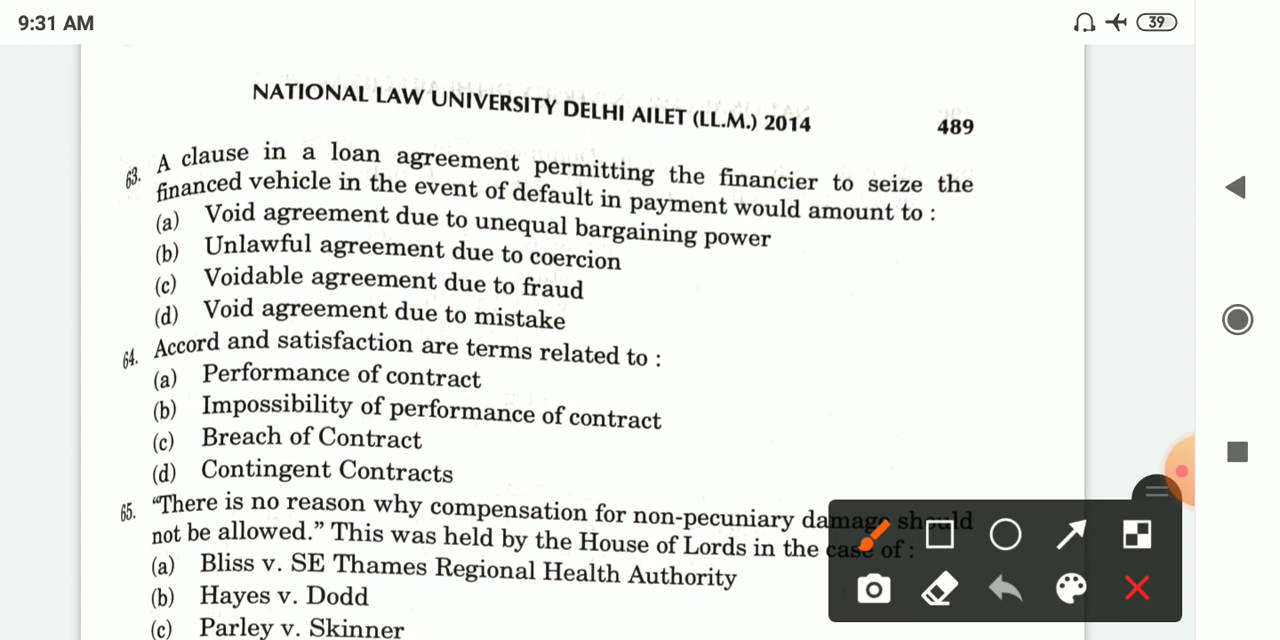 9:31 AM
39
NATIONAL LAW UNIVERSITY DELHI AILET (LL.M.) 2014
489
63. A clause in a loan agreement permitting the financier to seize the
financed vehicle in the event of default in payment would amount to :
(a) Void agreement due to unequal bargaining power
(b) Unlawful agreement due to coercion
(c) Voidable agreement due to fraud
(d) Void agreement due to mistake
64. Accord and satisfaction are terms related to :
(a) Performance of contract
(b) Impossibility of performance of contract
(c) Breach of Contract
(d) Contingent Contracts
65. “There is no reason why compensation for non-pecuniary damage should
not be allowed.” This was held by the House of Lords in the case of :
(a) Bliss v. SE Thames Regional Health Authority
(b) Hayes v. Dodd
(c) Parley v. Skinner